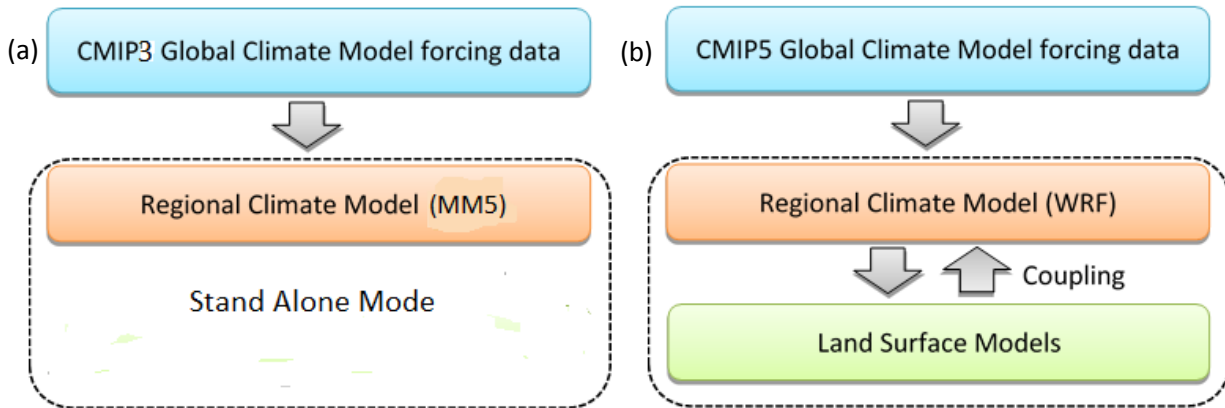 (a)
CMIP3 Global Climate Model forcing data
Regional Climate Model (MM5)
Stand Alone Mode
(b)
CMIP5 Global Climate Model forcing data
Regional Climate Model (WRF)
Coupling
Land Surface Models